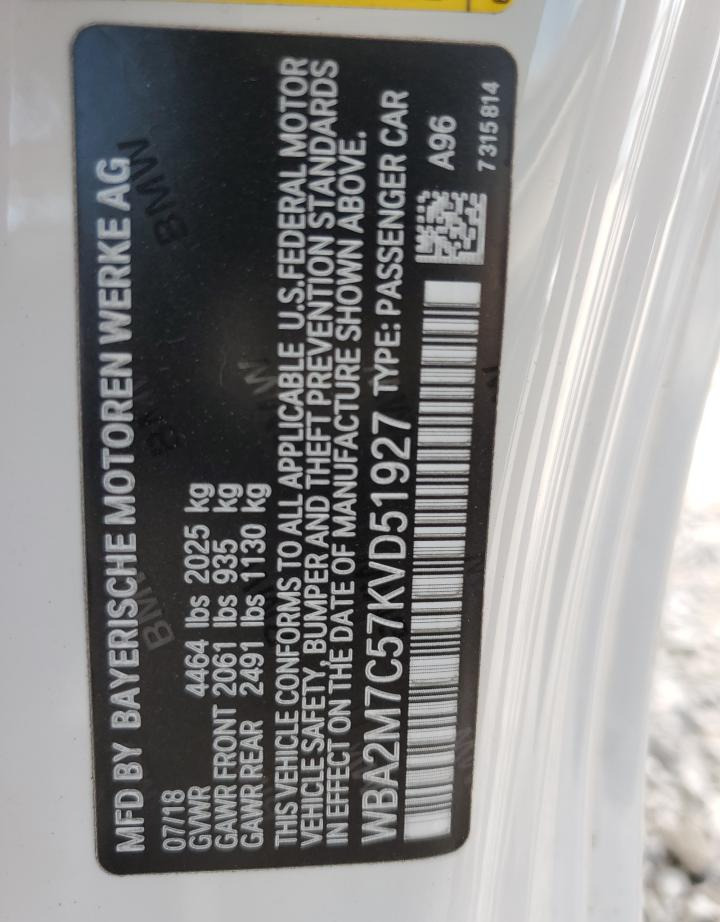 MFD BY BAYERISCHE MOTOREN WERKE AG
07/18
GVWR 4464 lbs 2025 kg
GAWR FRONT 2061 lbs 935 kg
GAWR REAR 2491 lbs 1130 kg
THIS VEHICLE CONFORMS TO ALL APPLICABLE U.S.FEDERAL MOTOR
VEHICLE SAFETY, BUMPER AND THEFT PREVENTION STANDARDS
IN EFFECT ON THE DATE OF MANUFACTURE SHOWN ABOVE.
WBA2M7C57KVD51927 TYPE: PASSENGER CAR
A96
7 315 814
BMW
BMW